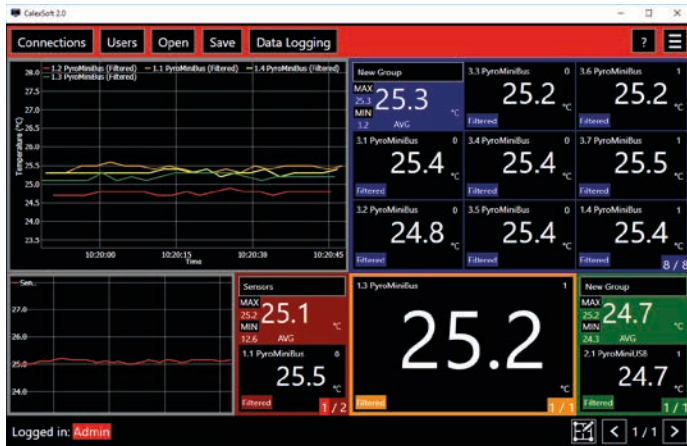 CalexSoft 2.0
Connections Users Open Save Data Logging ?
1.2 PyroMiniBus (Filtered) 1.1 PyroMiniBus (Filtered) 1.4 PyroMiniBus (Filtered)
1.3 PyroMiniBus (Filtered)
Temperature (°C)
28.0
27.5
27.0
26.5
26.0
25.5
25.0
24.5
24.0
23.5
10:20:00 10:20:15 10:20:30 10:20:45
Time
New Group
MAX
25.3
MIN
1.2
25.3 °C
AVG
3.3 PyroMiniBus 0
25.2 °C
Filtered
3.6 PyroMiniBus 1
25.2 °C
Filtered
3.1 PyroMiniBus 0
25.4 °C
Filtered
3.4 PyroMiniBus 0
25.4 °C
Filtered
3.7 PyroMiniBus 1
25.5 °C
Filtered
3.2 PyroMiniBus 0
24.8 °C
Filtered
3.5 PyroMiniBus 0
25.4 °C
Filtered
1.4 PyroMiniBus 1
25.4 °C
Filtered
8 / 8
Sen..
27.0
26.0
25.0
24.0
Sensors
MAX
25.2
MIN
12.6
25.1 °C
AVG
1.1 PyroMiniBus 0
25.5 °C
Filtered
1 / 2
1.3 PyroMiniBus 1
25.2 °C
Filtered
1 / 1
New Group
MAX
25.2
MIN
24.3
24.7 °C
AVG
2.1 PyroMiniUSB 1
24.7 °C
Filtered
1 / 1
Logged in: Admin
< 1 / 1 >